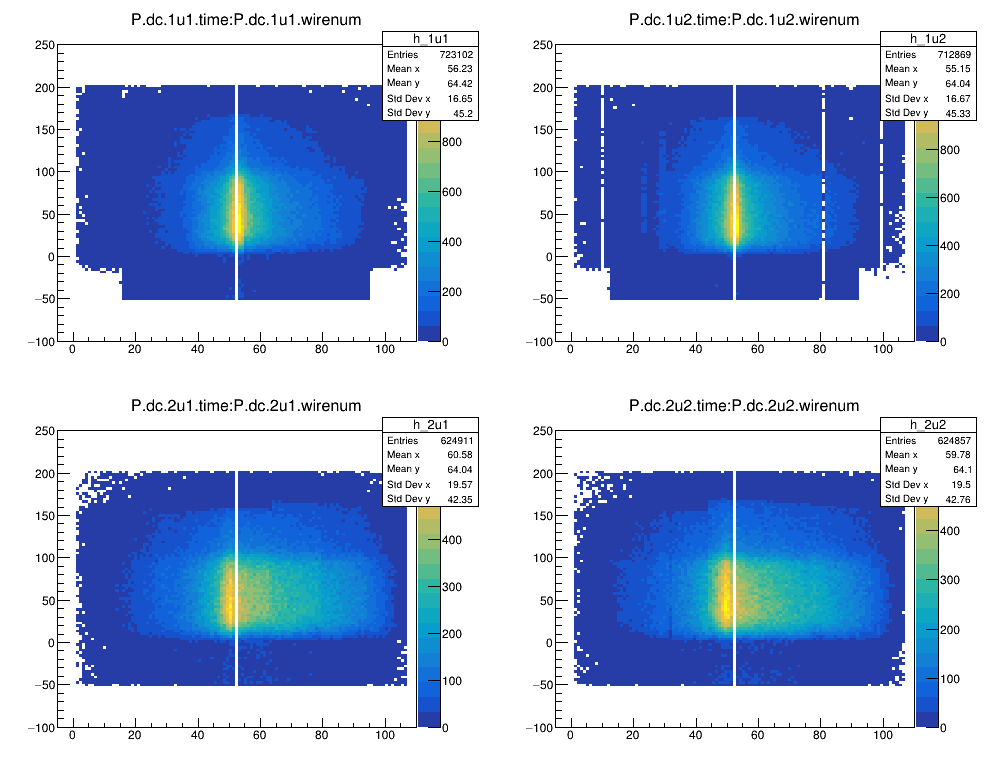 P.dc.1u1.time:P.dc.1u1.wirenum
h_1u1
Entries 723102
Mean x 56.23
Mean y 64.42
Std Dev x 16.65
Std Dev y 45.2
250
200
150
100
50
0
−50
−100
0 20 40 60 80 100
800
600
400
200
0
P.dc.1u2.time:P.dc.1u2.wirenum
h_1u2
Entries 712869
Mean x 55.15
Mean y 64.04
Std Dev x 16.67
Std Dev y 45.33
250
200
150
100
50
0
−50
−100
0 20 40 60 80 100
800
600
400
200
0
P.dc.2u1.time:P.dc.2u1.wirenum
h_2u1
Entries 624911
Mean x 60.58
Mean y 64.04
Std Dev x 19.57
Std Dev y 42.35
250
200
150
100
50
0
−50
−100
0 20 40 60 80 100
400
300
200
100
0
P.dc.2u2.time:P.dc.2u2.wirenum
h_2u2
Entries 624857
Mean x 59.78
Mean y 64.1
Std Dev x 19.5
Std Dev y 42.76
250
200
150
100
50
0
−50
−100
0 20 40 60 80 100
400
300
200
100
0